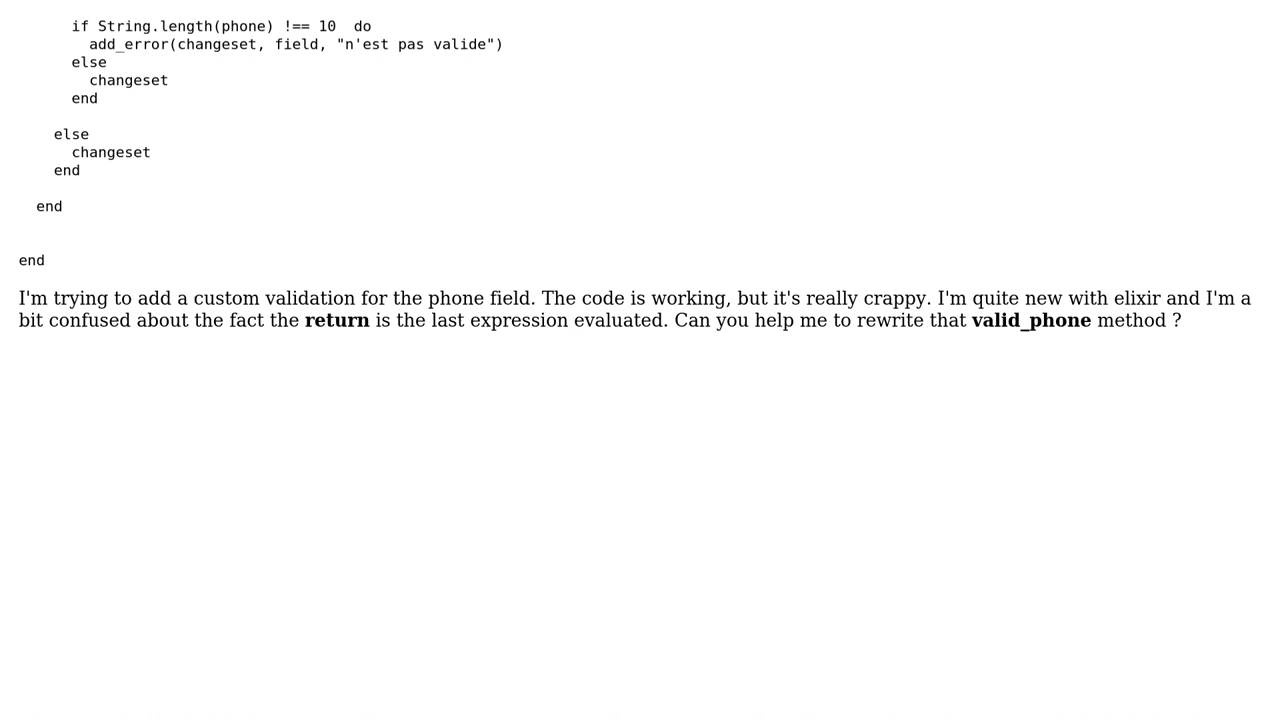 if String.length(phone) !== 10  do
add_error(changeset, field, "n'est pas valide")
else
changeset
end
else
changeset
end
end
end
I'm trying to add a custom validation for the phone field. The code is working, but it's really crappy. I'm quite new with elixir and I'm a
bit confused about the fact the return is the last expression evaluated. Can you help me to rewrite that valid_phone method ?